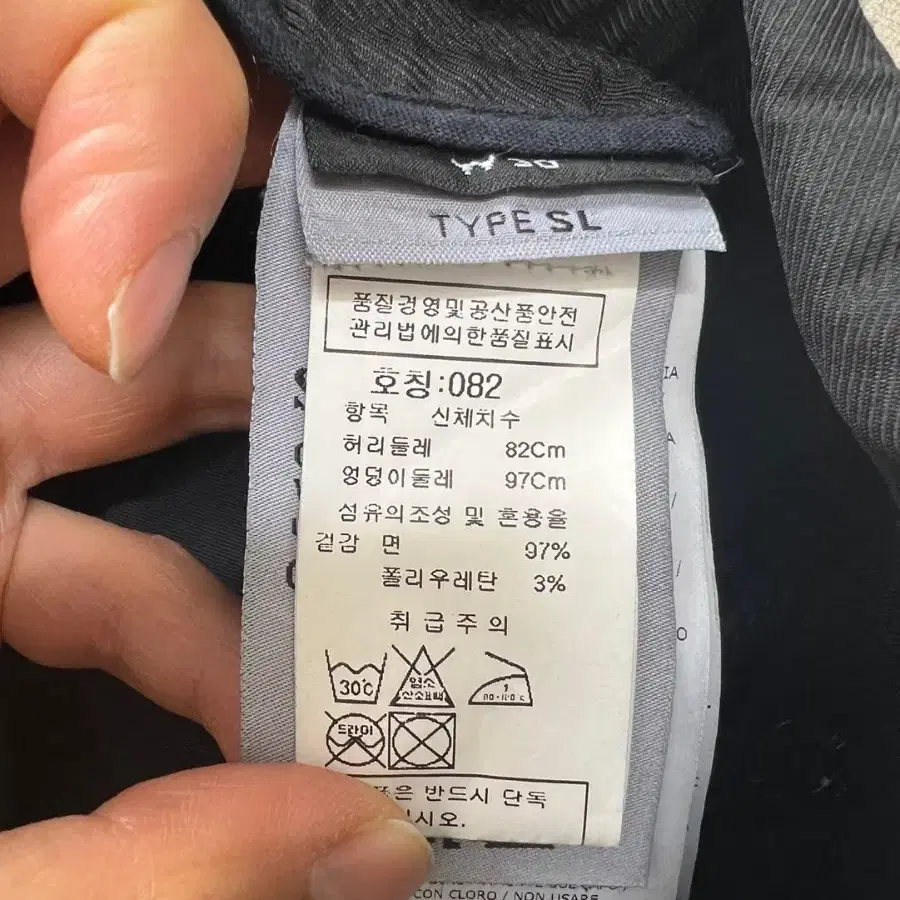 W 30
TYPE SL
품질경영및공산품안전
관리법에의한품질표시
호칭:082
항목 신체치수
허리둘레 82Cm
엉덩이둘레 97Cm
섬유의조성 및 혼용율
겉감 면 97%
폴리우레탄 3%
취급주의
30℃
염소
산소표백
드라이
은 반드시 단독
시오.
CON CLORO / NON USARE